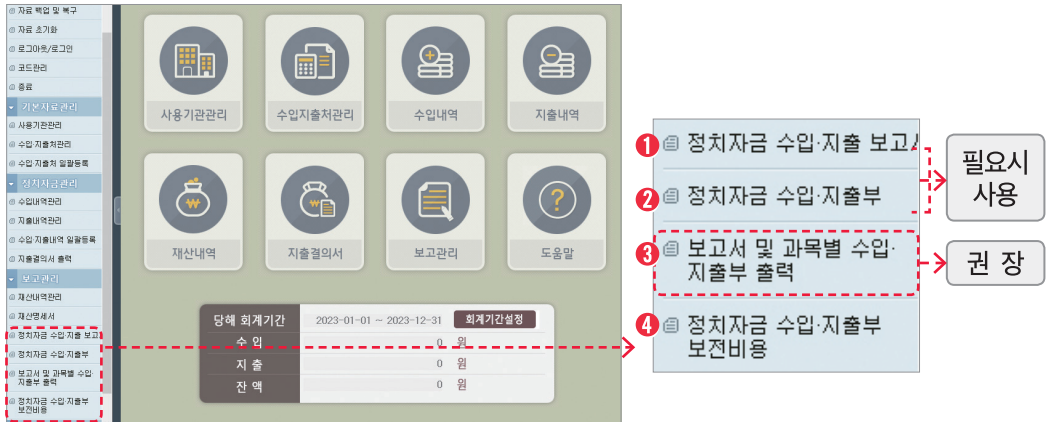 자료 백업 및 복구
자료 초기화
로그아웃/로그인
코드관리
종료
기본자료관리
사용기관관리
수입·지출처관리
수입·지출처 일괄등록
정치자금관리
수입내역관리
지출내역관리
수입·지출내역 일괄등록
지출결의서 출력
보고관리
재산내역관리
재산명세서
정치자금 수입·지출 보고
정치자금 수입·지출부
보고서 및 과목별 수입·
지출부 출력
정치자금 수입·지출부
보전비용
사용기관관리
수입지출처관리
수입내역
지출내역
재산내역
지출결의서
보고관리
도움말
당해 회계기간 2023-01-01 ~ 2023-12-31 회계기간설정
수 입 0 원
지 출 0 원
잔 액 0 원
1 정치자금 수입·지출 보고서
2 정치자금 수입·지출부
3 보고서 및 과목별 수입·
지출부 출력
4 정치자금 수입·지출부
보전비용
필요시
사용
권 장